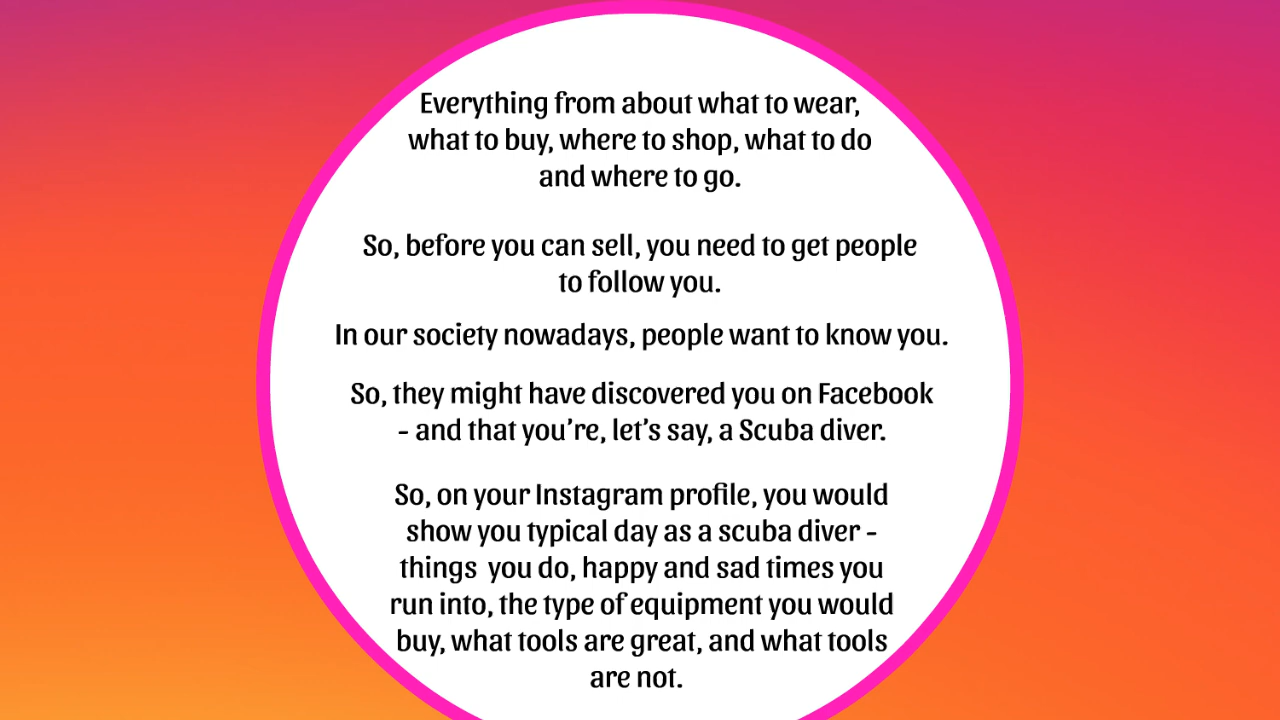 Everything from about what to wear,
what to buy, where to shop, what to do
and where to go.
So, before you can sell, you need to get people
to follow you.
In our society nowadays, people want to know you.
So, they might have discovered you on Facebook
- and that you’re, let’s say, a Scuba diver.
So, on your Instagram profile, you would
show you typical day as a scuba diver -
things  you do, happy and sad times you
run into, the type of equipment you would
buy, what tools are great, and what tools
are not.